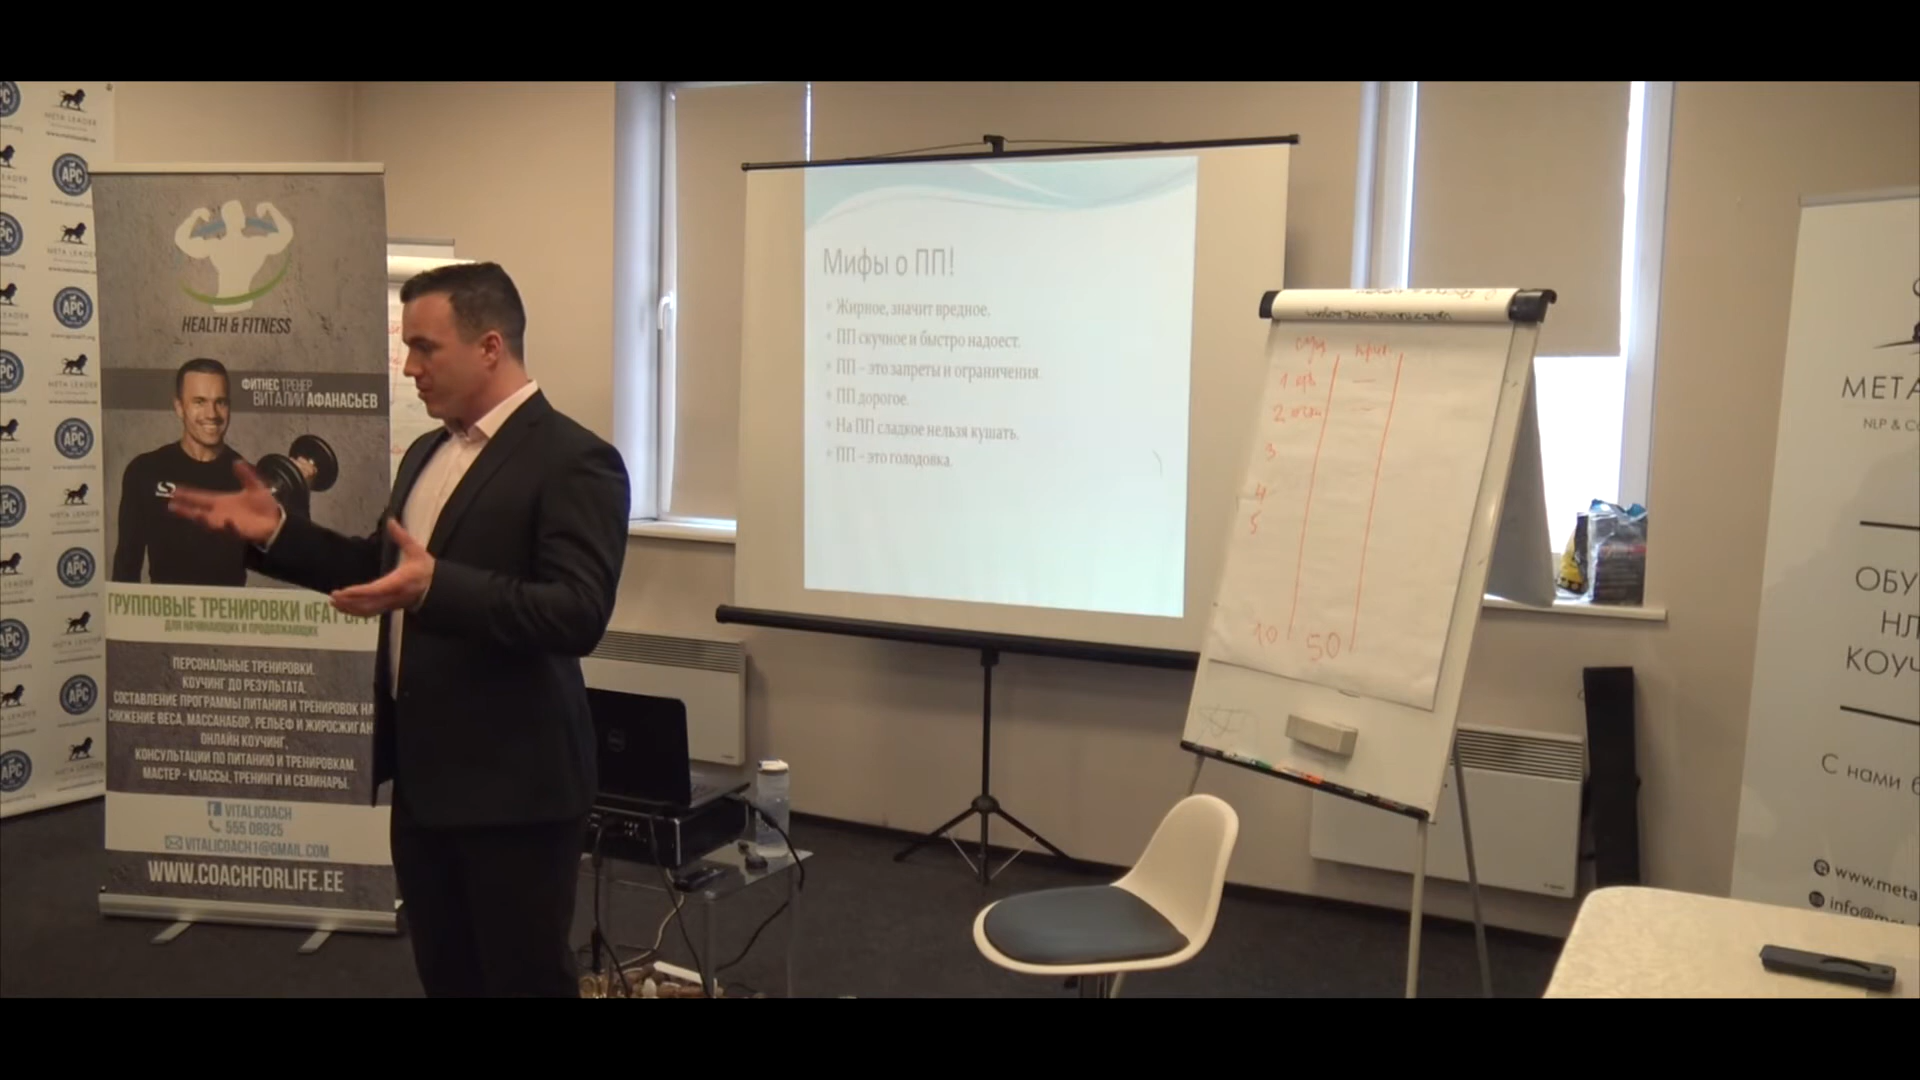 META LEADER
APC
HEALTH & FITNESS
ФИТНЕС ТРЕНЕР
ВИТАЛИЙ АФАНАСЬЕВ
ГРУППОВЫЕ ТРЕНИРОВКИ «FAT
ДЛЯ НАЧИНАЮЩИХ И ПРОДОЛЖАЮЩИХ
ПЕРСОНАЛЬНЫЕ ТРЕНИРОВКИ.
КОУЧИНГ ДО РЕЗУЛЬТАТА.
СОСТАВЛЕНИЕ ПРОГРАММЫ ПИТАНИЯ И ТРЕНИРОВОК НА
СНИЖЕНИЕ ВЕСА, МАССАНАБОР, РЕЛЬЕФ И ЖИРОСЖИГАН
ОНЛАЙН КОУЧИНГ.
КОНСУЛЬТАЦИИ ПО ПИТАНИЮ И ТРЕНИРОВКАМ.
МАСТЕР - КЛАССЫ, ТРЕНИНГИ И СЕМИНАРЫ.
VITALICOACH
555 08925
VITALICOACH1@GMAIL.COM
WWW.COACHFORLIFE.EE
Мифы о ПП!
Жирное, значит вредное.
ПП скучное и быстро надоест.
ПП – это запреты и ограничения.
ПП дорогое.
На ПП сладкое нельзя кушать.
ПП – это голодовка.
1
2
3
4
5
10 50
META
NLP & C
ОБУ
НЛ
КОУЧ
С нами б
www.meta
info@met